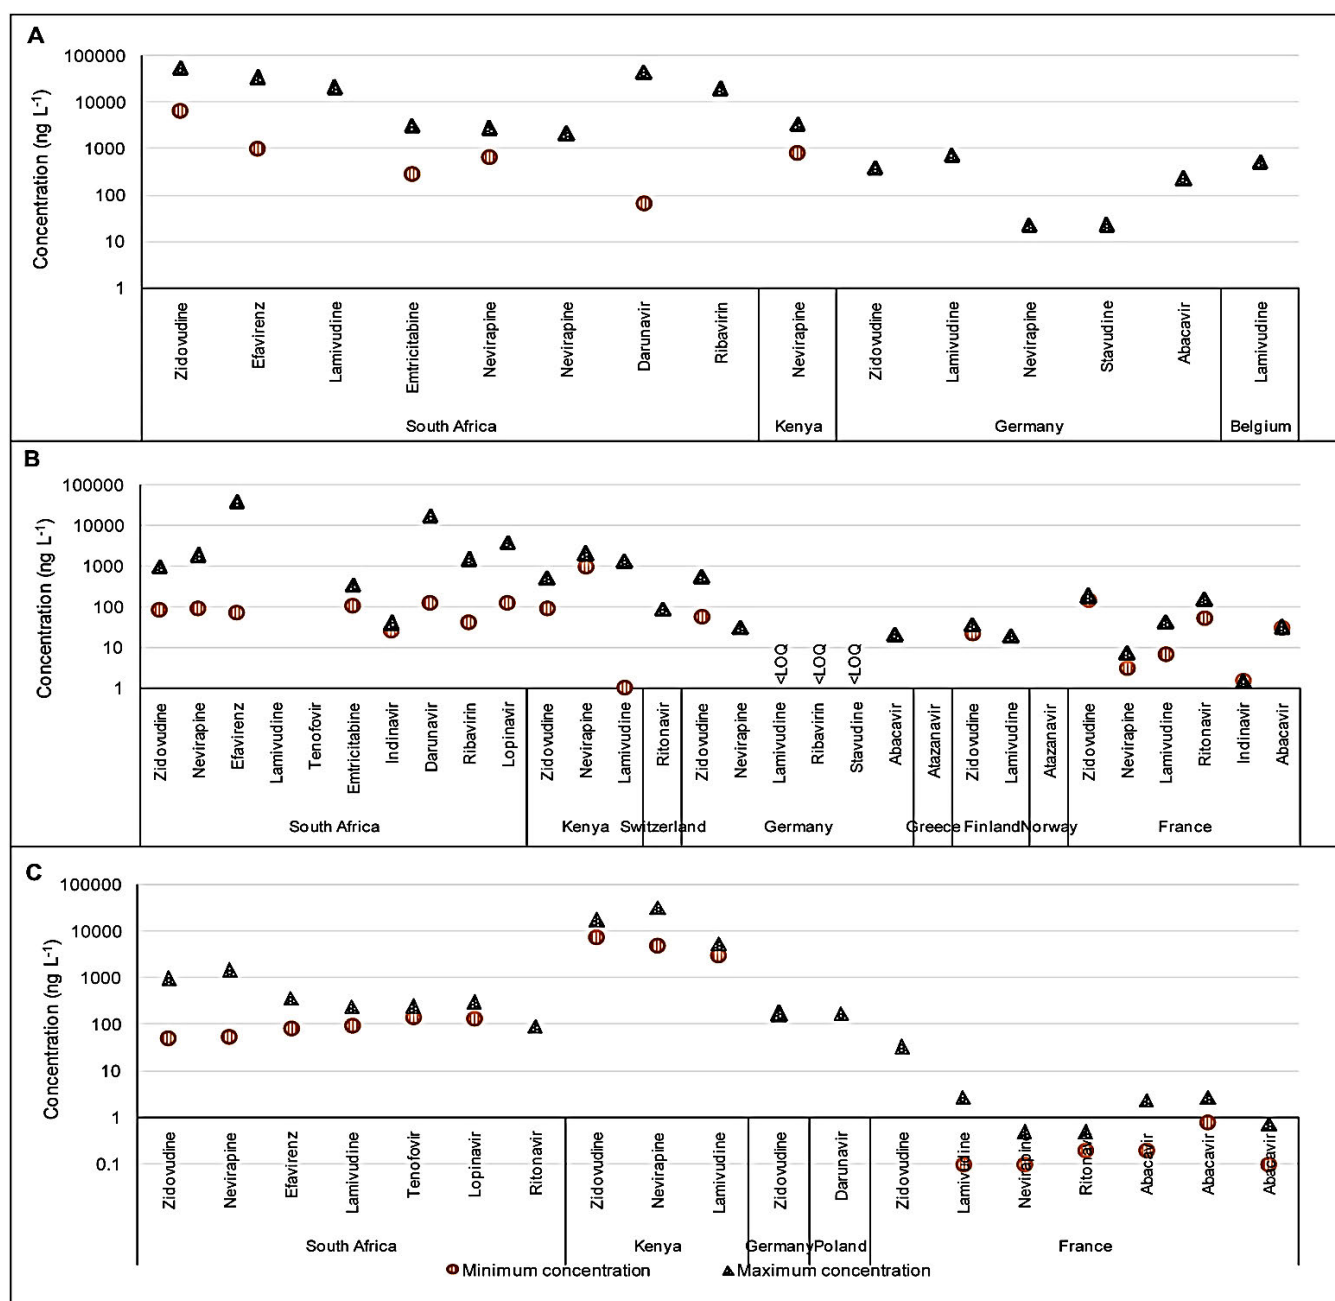 A
100000
10000
1000
100
10
1
Concentration (ng L-1)
Zidovudine
Efavirenz
Lamivudine
Emtricitabine
Nevirapine
Nevirapine
Darunavir
Ribavirin
Nevirapine
Zidovudine
Lamivudine
Nevirapine
Stavudine
Abacavir
Lamivudine
South Africa
Kenya
Germany
Belgium
B
100000
10000
1000
100
10
1
Concentration (ng L-1)
<LOQ
<LOQ
<LOQ
Zidovudine
Nevirapine
Efavirenz
Lamivudine
Tenofovir
Emtricitabine
Indinavir
Darunavir
Ribavirin
Lopinavir
Zidovudine
Nevirapine
Lamivudine
Ritonavir
Zidovudine
Nevirapine
Lamivudine
Ribavirin
Stavudine
Abacavir
Atazanavir
Zidovudine
Lamivudine
Atazanavir
Zidovudine
Nevirapine
Lamivudine
Ritonavir
Indinavir
Abacavir
South Africa
Kenya
Switzerland
Germany
Greece
Finland
Norway
France
C
100000
10000
1000
100
10
1
0.1
Concentration (ng L-1)
Zidovudine
Nevirapine
Efavirenz
Lamivudine
Tenofovir
Lopinavir
Ritonavir
Zidovudine
Nevirapine
Lamivudine
Zidovudine
Darunavir
Zidovudine
Lamivudine
Nevirapine
Ritonavir
Abacavir
Abacavir
Abacavir
South Africa
Kenya
Germany
Poland
France
Minimum concentration
Maximum concentration